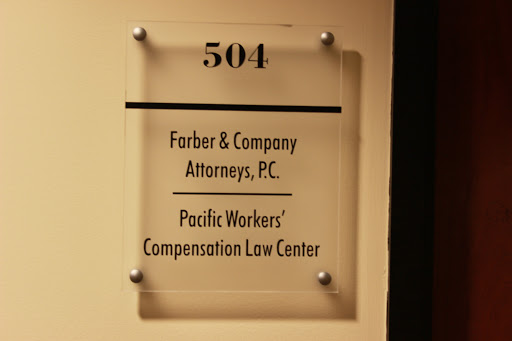 504
Farber & Company
Attorneys, P.C.
Pacific Workers'
Compensation Law Center